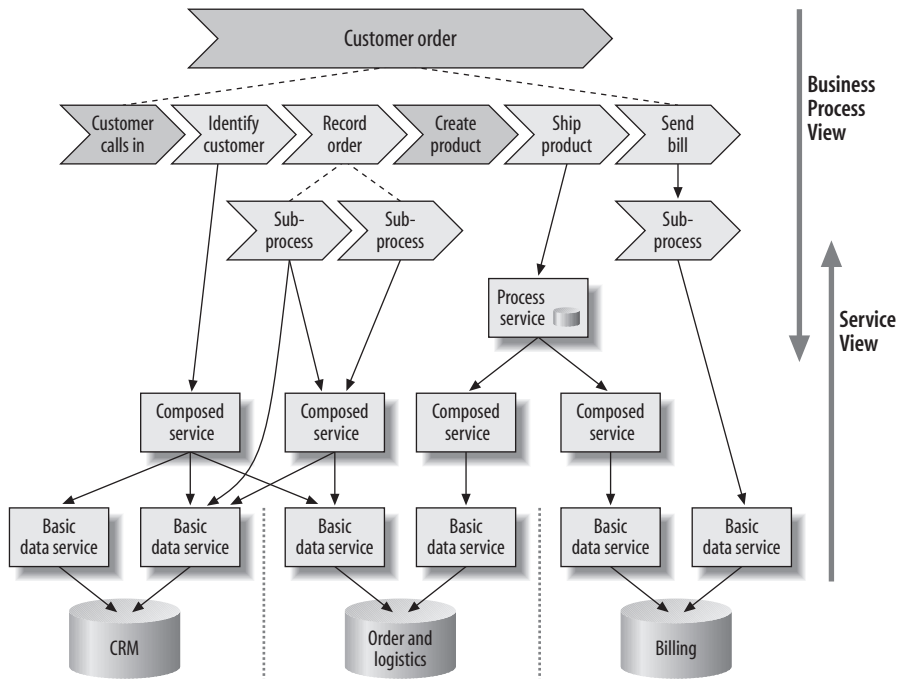 Customer order
Business
Process
View
Customer
calls in
Identify
customer
Record
order
Create
product
Ship
product
Send
bill
Sub-
process
Sub-
process
Sub-
process
Process
service
Service
View
Composed
service
Composed
service
Composed
service
Composed
service
Basic
data service
Basic
data service
Basic
data service
Basic
data service
Basic
data service
Basic
data service
CRM
Order and
logistics
Billing